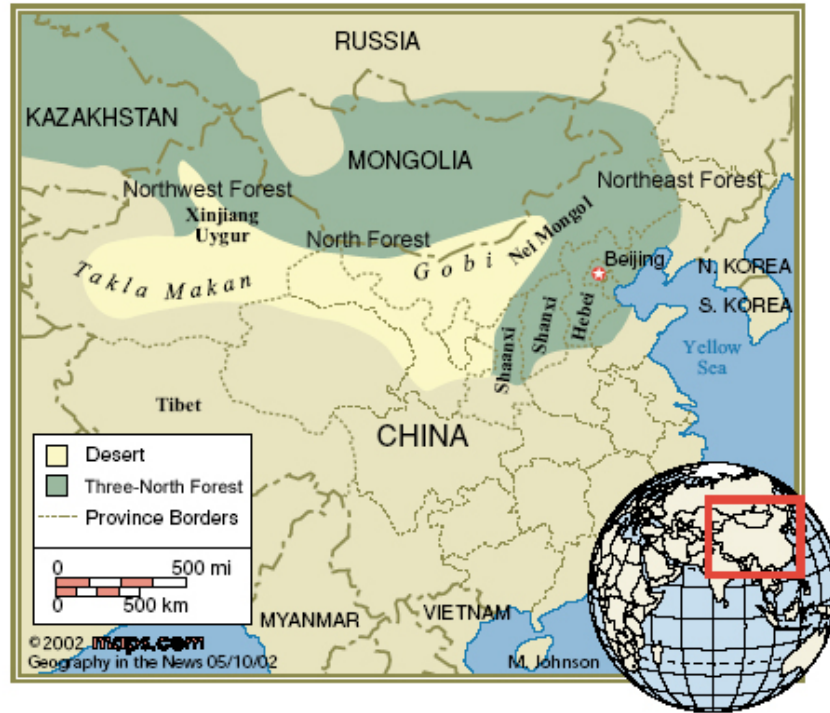 RUSSIA
KAZAKHSTAN
MONGOLIA
Northwest Forest
Northeast Forest
Xinjiang
Uygur
North Forest
Nei Mongol
Gobi
Takla Makan
Beijing
N. KOREA
S. KOREA
Shaanxi
Shanxi
Hebei
Yellow
Sea
Tibet
CHINA
Desert
Three-North Forest
Province Borders
0 500 mi
0 500 km
MYANMAR
VIETNAM
©2002 maps.com
Geography in the News 05/10/02
M. Johnson